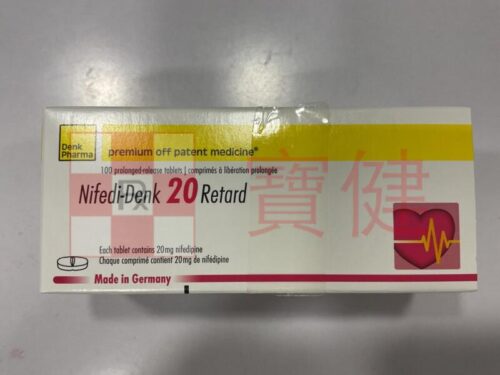 Denk
Pharma
premium off patent medicine®
100 prolonged-release tablets | comprimés à libération prolongée
Nifedi-Denk 20 Retard
Rx
寶健
Each tablet contains 20mg nifedipine
Chaque comprimé contient 20mg de nifédipine
Made in Germany